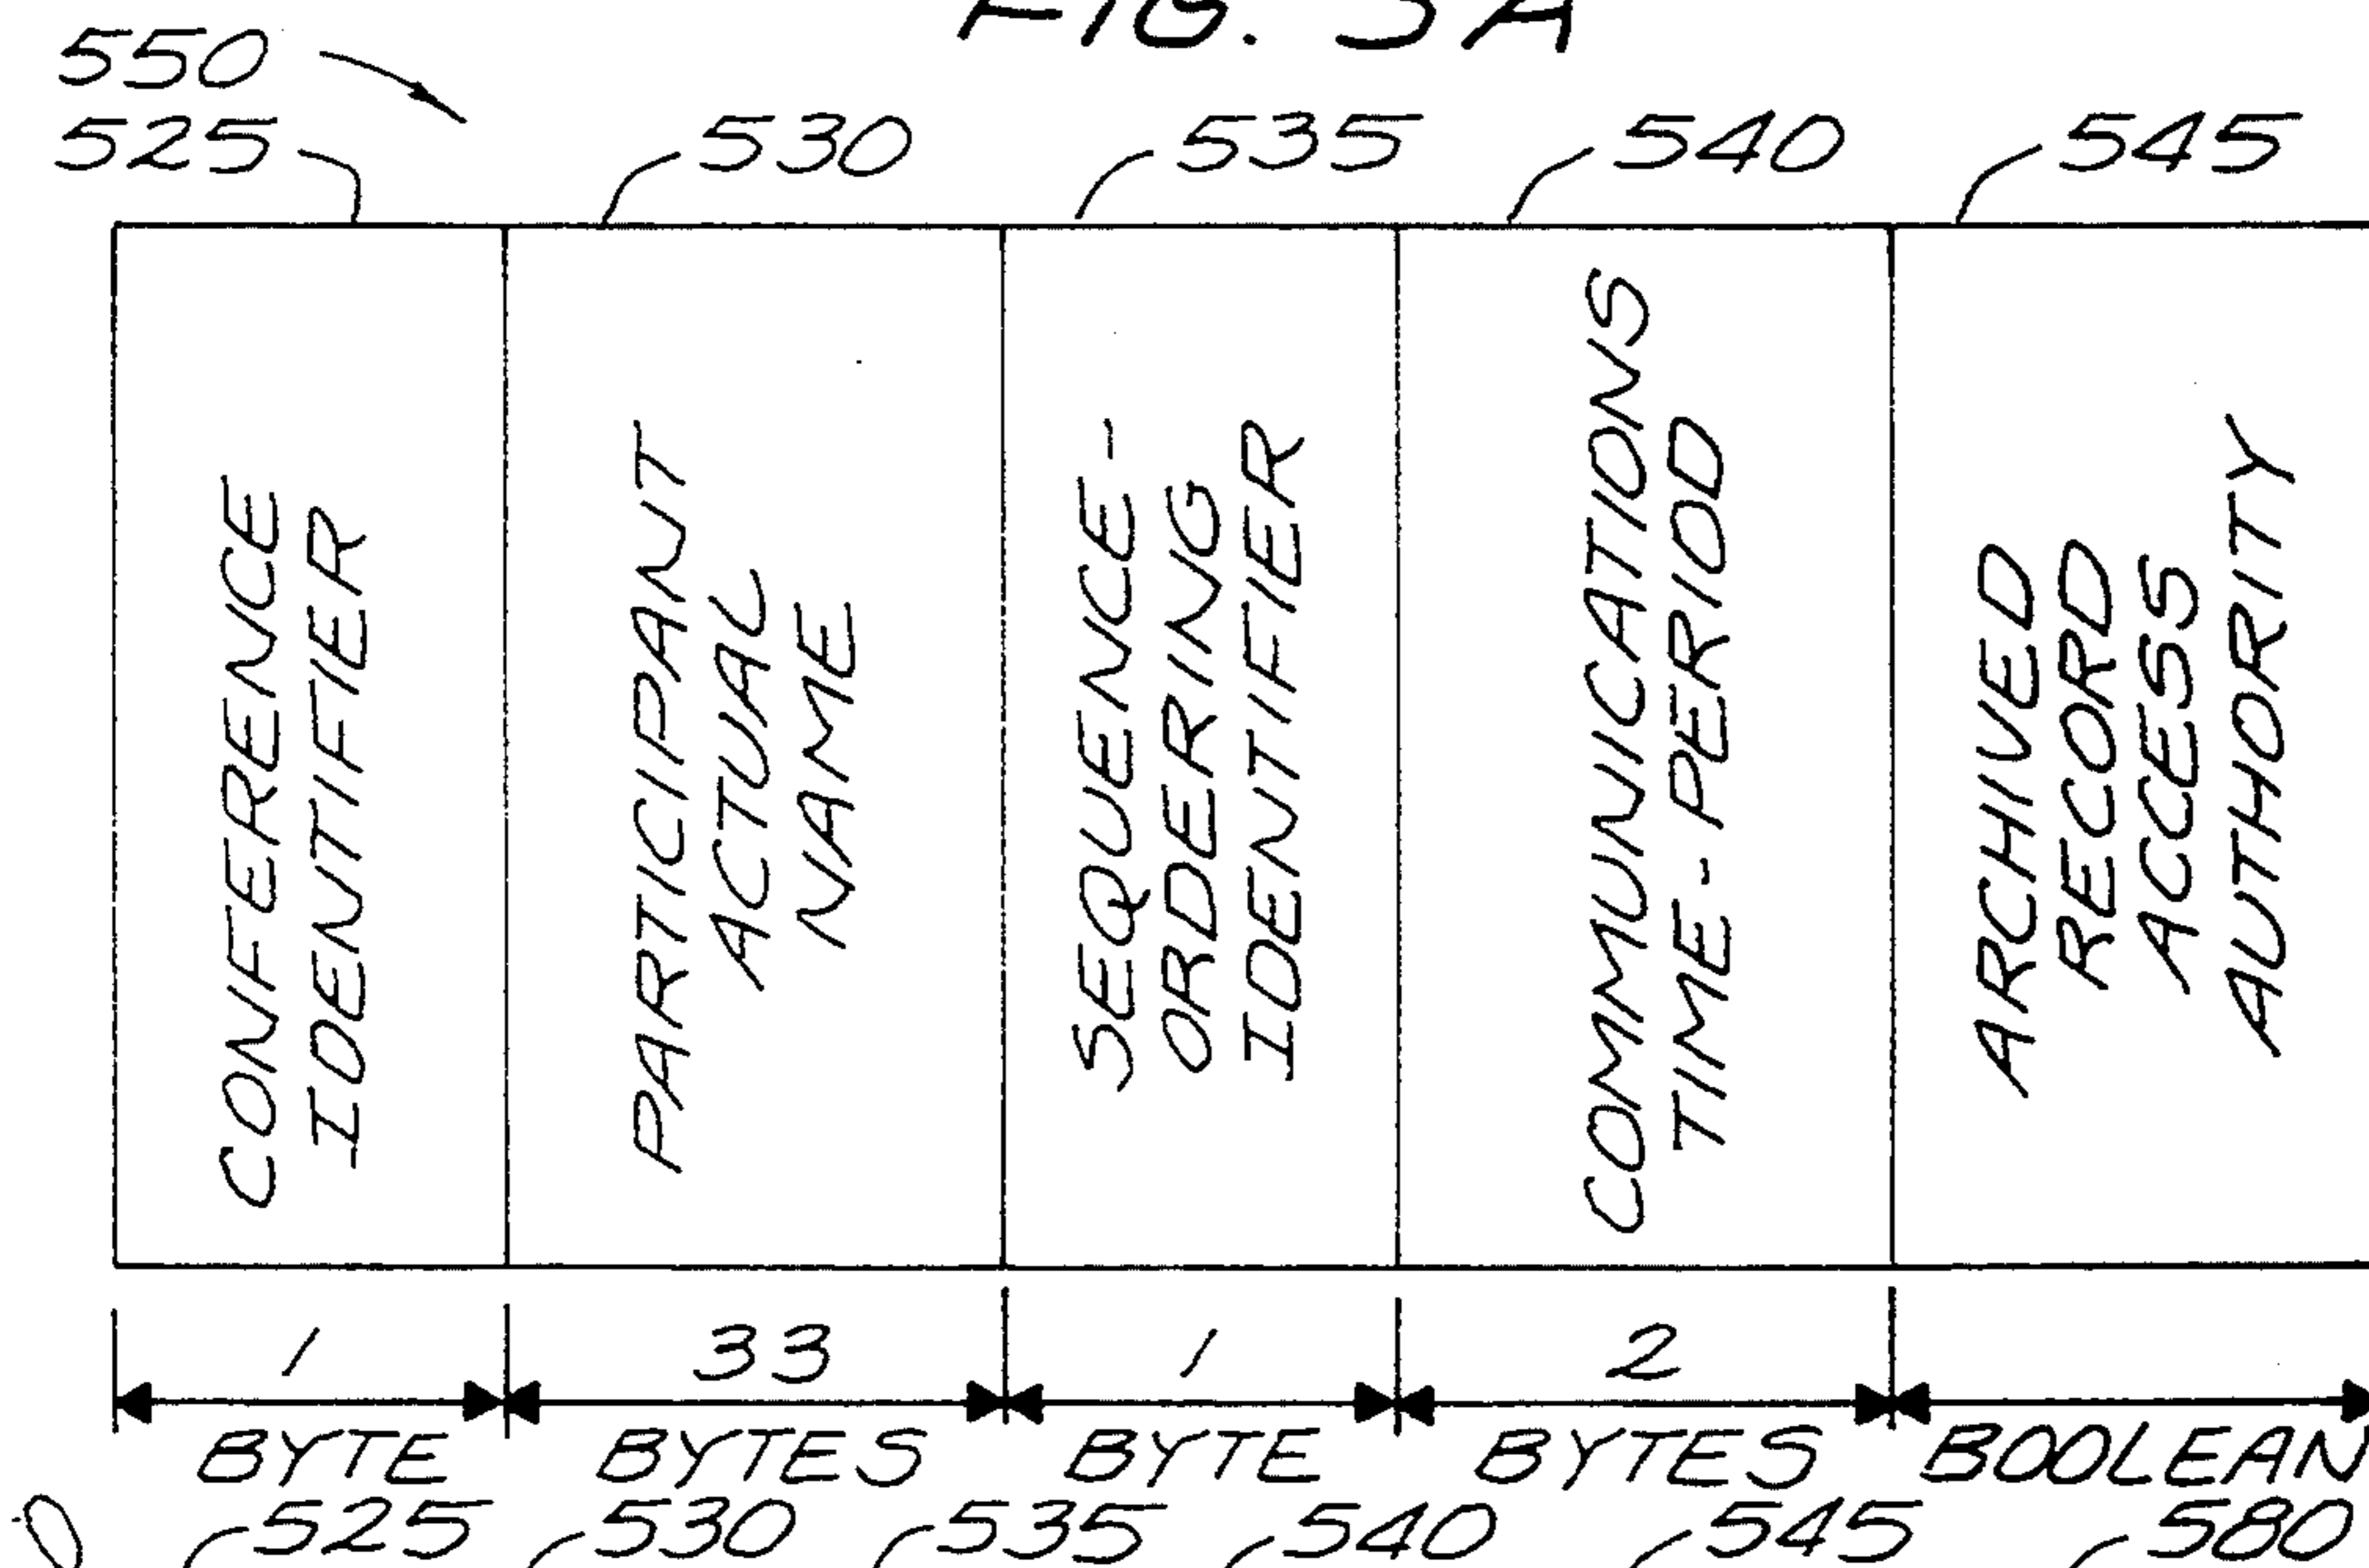 FIG. 5A
550
525
530
535
540
545
CONFERENCE
IDENTIFIER
PARTICIPANT
ACTUAL
NAME
SEQUENCE-
ORDERING
IDENTIFIER
COMMUNICATIONS
TIME-PERIOD
ARCHIVED
RECORD
ACCESS
AUTHORITY
1
33
1
2
BYTE
BYTES
BYTE
BYTES
BOOLEAN
525
530
535
540
545
580